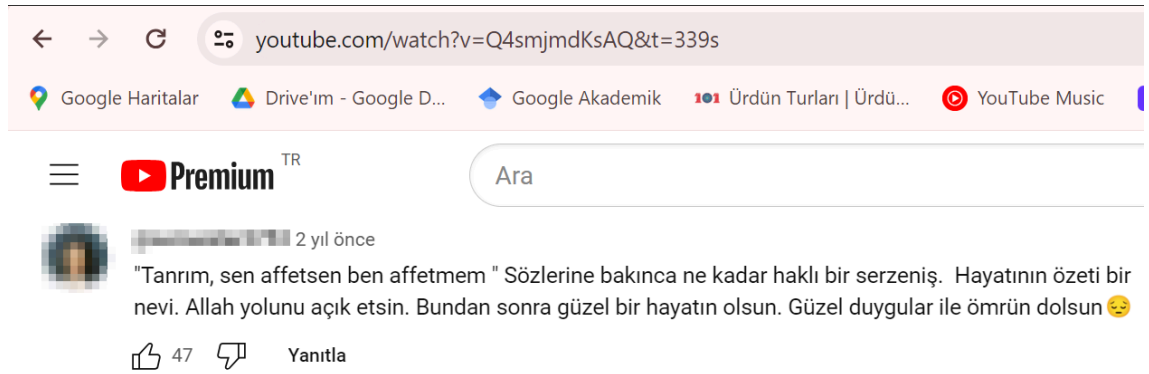 youtube.com/watch?v=Q4smjmdKsAQ&t=339s
Google Haritalar Drive'ım - Google D... Google Akademik 101 Ürdün Turları | Ürdü... YouTube Music
Premium TR Ara
2 yıl önce
"Tanrım, sen affetsen ben affetmem " Sözlerine bakınca ne kadar haklı bir serzeniş. Hayatının özeti bir
nevi. Allah yolunu açık etsin. Bundan sonra güzel bir hayatın olsun. Güzel duygular ile ömrün dolsun😔
47 Yanıtla